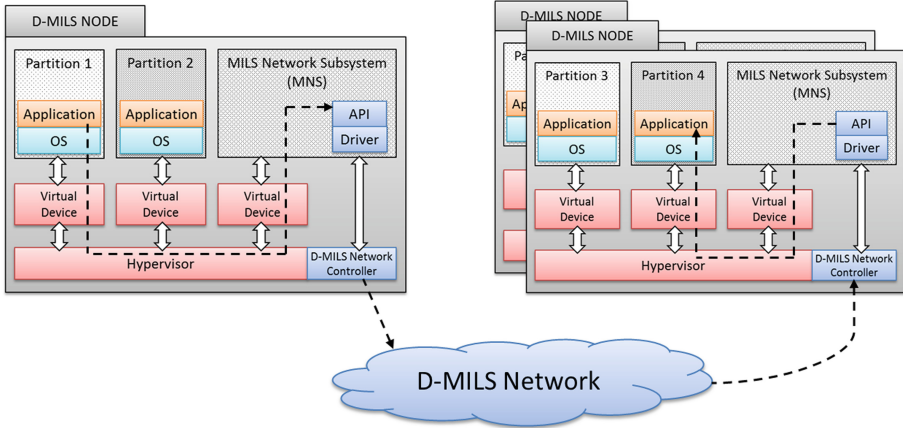 D-MILS NODE
Partition 1
Partition 2
MILS Network Subsystem
(MNS)
Application
Application
API
OS
OS
Driver
Virtual
Device
Virtual
Device
Virtual
Device
Hypervisor
D-MILS Network
Controller
D-MILS NODE
D-MILS NODE
Partition 3
Partition 4
MILS Network Subsystem
(MNS)
Application
Application
API
OS
OS
Driver
Virtual
Device
Virtual
Device
Virtual
Device
Hypervisor
D-MILS Network
Controller
D-MILS Network